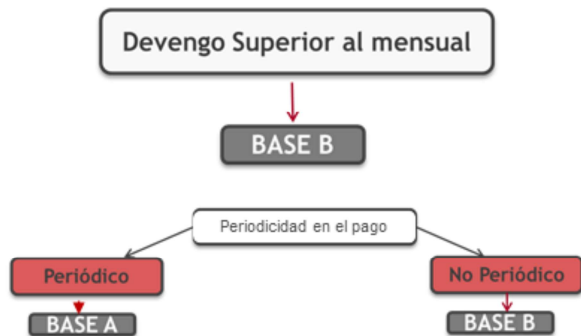 Devengo Superior al mensual
BASE B
Periodicidad en el pago
Periódico
No Periódico
BASE A
BASE B